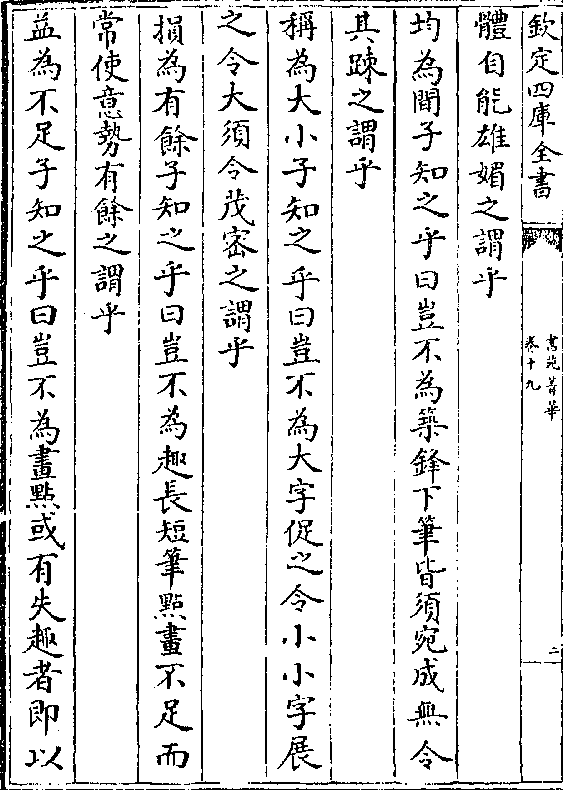 欽定四庫全書
書苑菁華
卷十九
二
體自能雄媚之謂乎
均為閒子知之乎曰豈不為築鋒下筆皆須宛成無令
其踈之謂乎
稱為大小子知之乎曰豈不為大字促之令小小字展
之令大須令茂密之謂乎
損為有餘子知之乎曰豈不為趣長短筆點畫不足而
常使意勢有餘之謂乎
益為不足子知之乎曰豈不為畫點或有失趣者即以